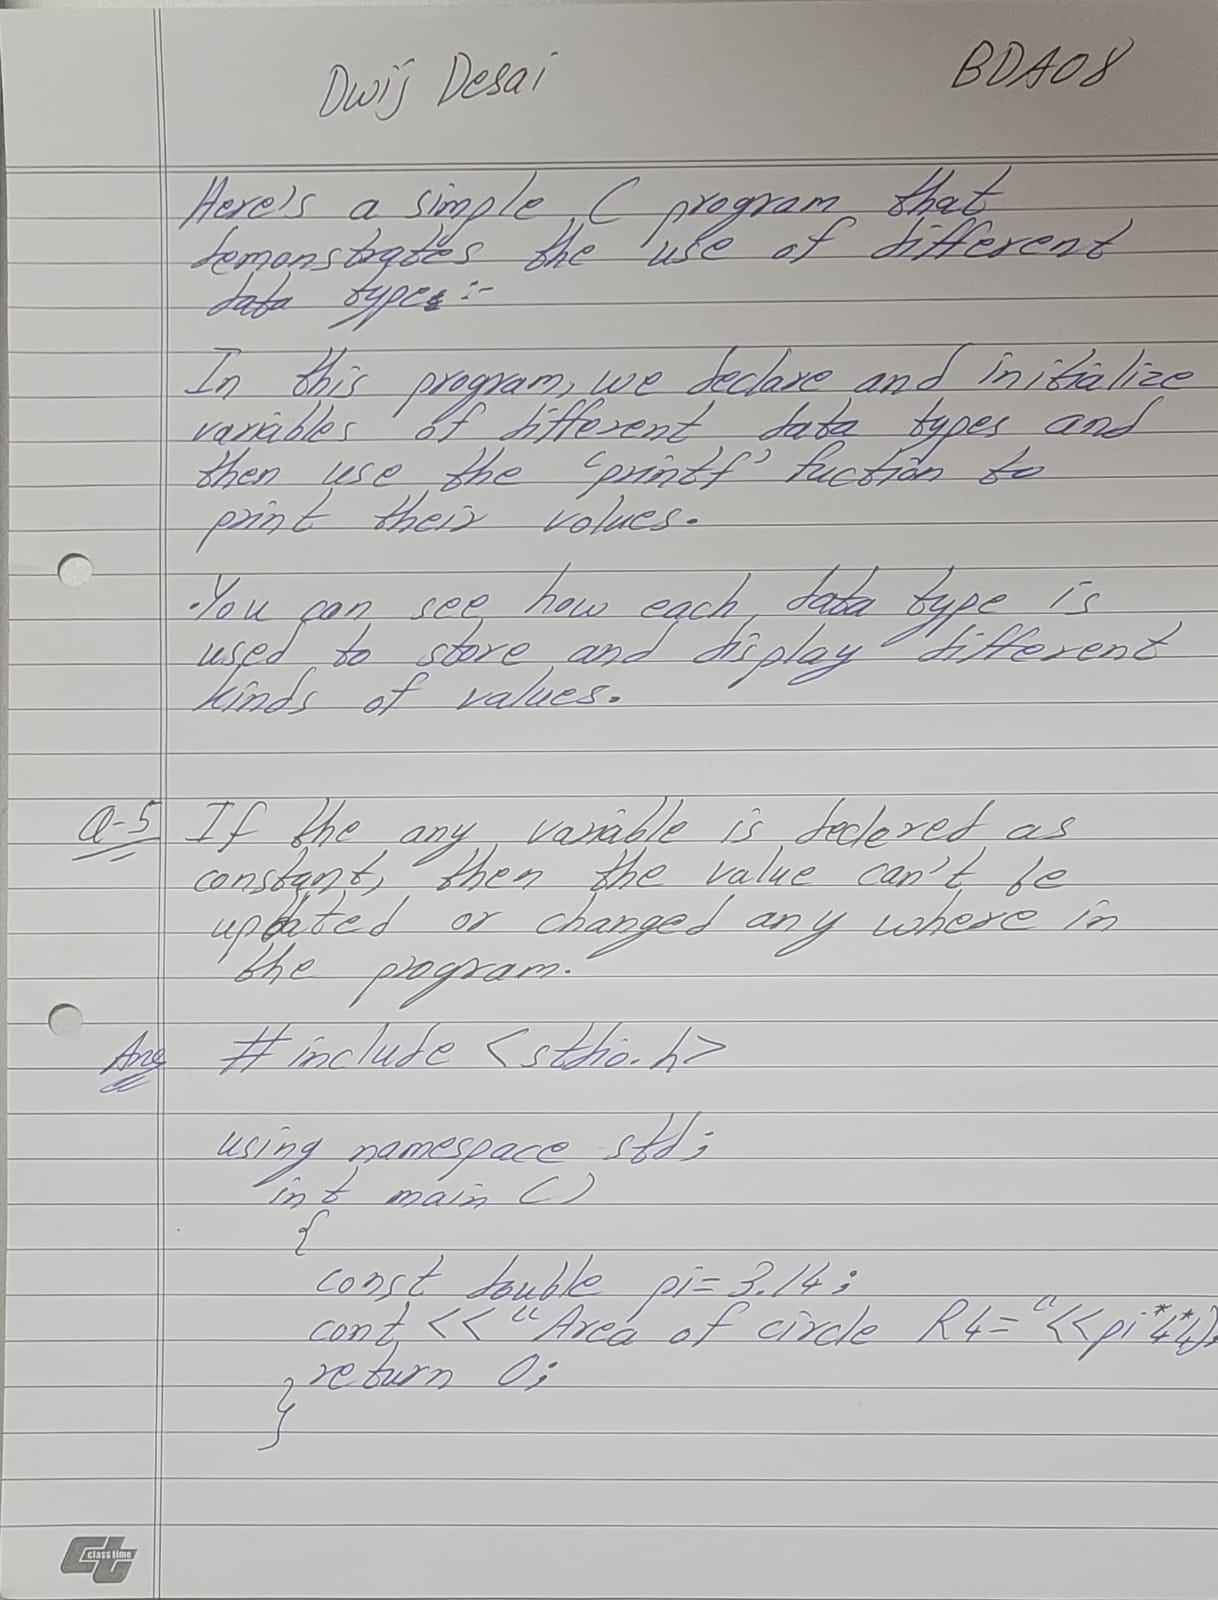 Dwij Desai BDA08
Here's a simple C program that
demonstrates the use of different
data types :-
In this program, we declare and initialize
variables of different data types and
then use the 'printf' fuction to
print their values.
.You can see how each data type is
used to store and display different
kinds of values.
Q-5 If the any variable is declared as
constant, then the value can't be
updated or changed any where in
the program.
Ans # include <stdio.h>
using namespace std;
int main ()
{
const double pi = 3.14;
cont << "Area of circle R4 = "<<pi*4*4);
return 0;
}
ct
class time